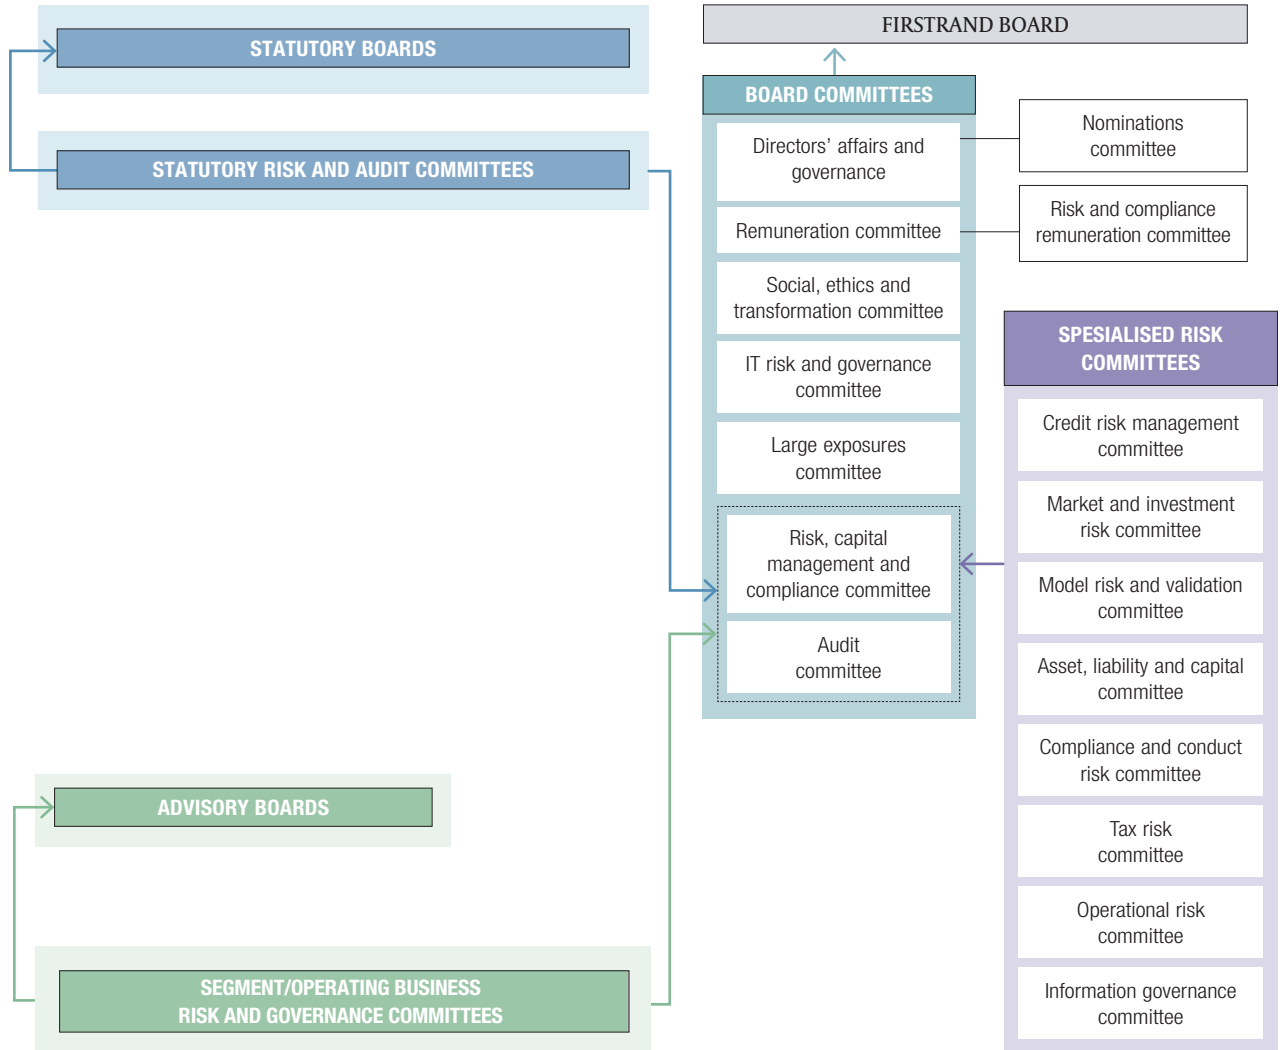 STATUTORY BOARDS
STATUTORY RISK AND AUDIT COMMITTEES
ADVISORY BOARDS
SEGMENT/OPERATING BUSINESS
RISK AND GOVERNANCE COMMITTEES
FIRSTRAND BOARD
BOARD COMMITTEES
Directors’ affairs and
governance
Remuneration committee
Social, ethics and
transformation committee
IT risk and governance
committee
Large exposures
committee
Risk, capital
management and
compliance committee
Audit
committee
Nominations
committee
Risk and compliance
remuneration committee
SPESIALISED RISK
COMMITTEES
Credit risk management
committee
Market and investment
risk committee
Model risk and validation
committee
Asset, liability and capital
committee
Compliance and conduct
risk committee
Tax risk
committee
Operational risk
committee
Information governance
committee